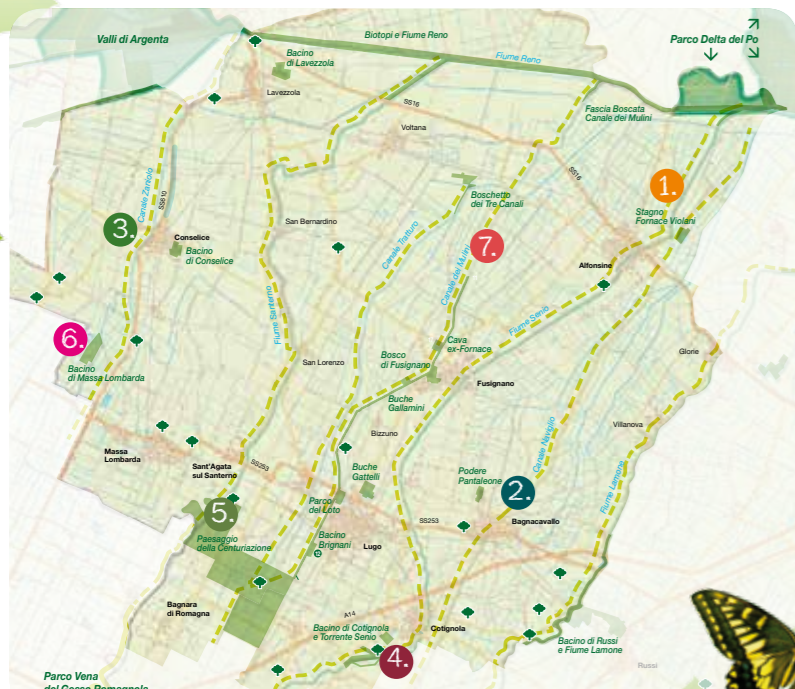 Valli di Argenta
Biotopi e Fiume Reno
Parco Delta del Po
Bacino
di Lavezzola
Fiume Reno
Lavezzola
SS16
Fascia Boscata
Canale dei Mulini
Voltana
SS16
Canale Zaniolo
SS610
1.
Boschetto
dei Tre Canali
Stagno
Fornace Violani
San Bernardino
3.
Conselice
Canale Tratturo
7.
Bacino
di Conselice
Canale dei Mulini
Alfonsine
Fiume Santerno
Fiume Senio
6.
Cava
ex-Fornace
Glorie
Bosco
di Fusignano
San Lorenzo
Bacino
di Massa Lombarda
Fusignano
Buche
Gallamini
Villanova
Bizzuno
Canale Naviglio
Massa
Lombarda
Sant'Agata
sul Santerno
SS253
Buche
Gattelli
Podere
Pantaleone
2.
Fiume Lamone
Parco
del Loto
5.
SS253
Bagnacavallo
Paesaggio
della Centuriazione
Bacino
Brignani
12
Lugo
Bagnara
di Romagna
A14
Bacino di Cotignola
e Torrente Senio
Cotignola
Bacino di Russi
e Fiume Lamone
4.
Russi
Parco Vena
del Gesso Romagnola